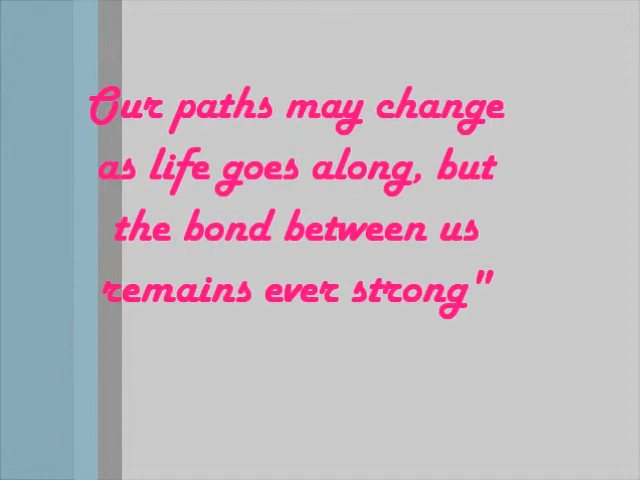 Our paths may change
as life goes along, but
the bond between us
remains ever strong"